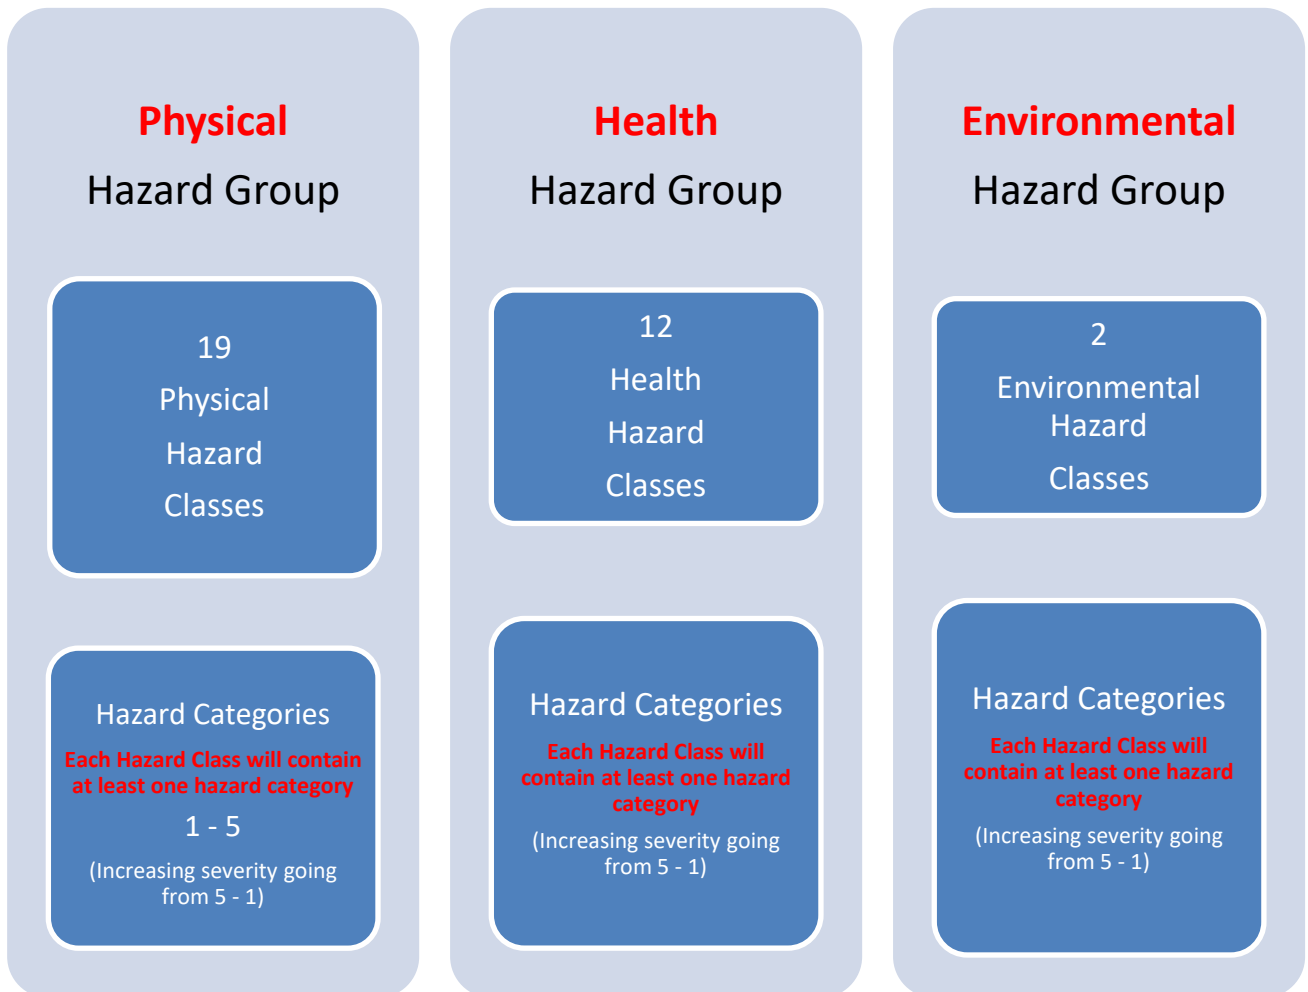 Physical
Hazard Group
19
Physical
Hazard
Classes
Hazard Categories
Each Hazard Class will contain
at least one hazard category
1 - 5
(Increasing severity going
from 5 - 1)
Health
Hazard Group
12
Health
Hazard
Classes
Hazard Categories
Each Hazard Class will
contain at least one hazard
category
(Increasing severity going
from 5 - 1)
Environmental
Hazard Group
2
Environmental
Hazard
Classes
Hazard Categories
Each Hazard Class will
contain at least one hazard
category
(Increasing severity going
from 5 - 1)